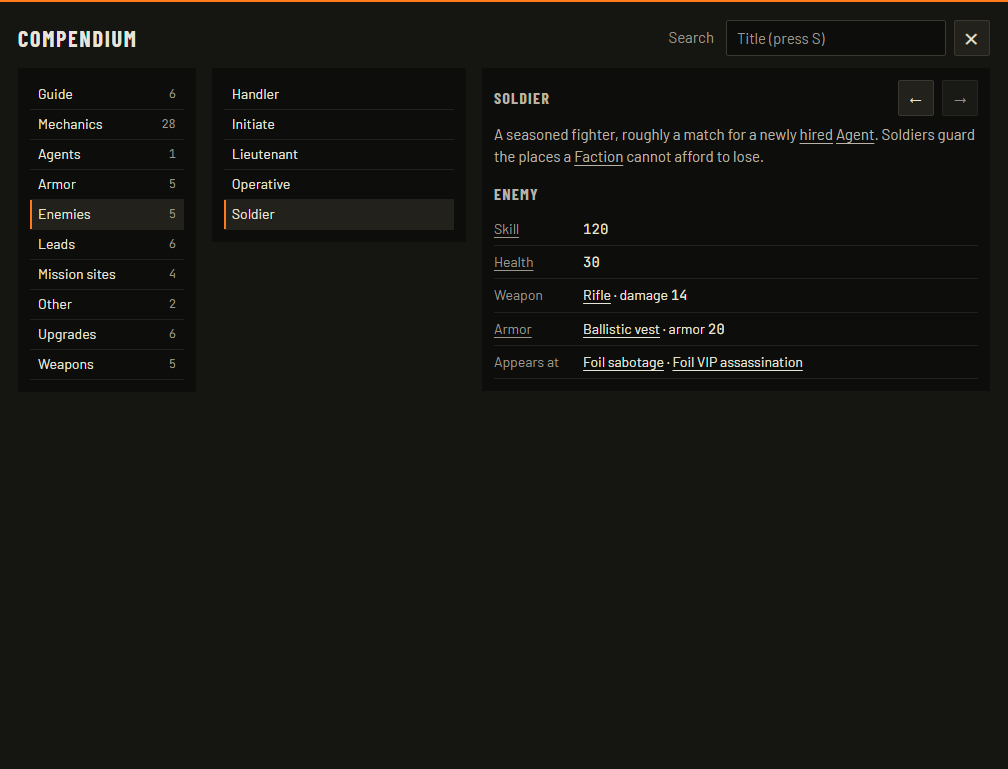 COMPENDIUM
Search
Title (press S)
✕
Guide 6
Mechanics 28
Agents 1
Armor 5
Enemies 5
Leads 6
Mission sites 4
Other 2
Upgrades 6
Weapons 5
Handler
Initiate
Lieutenant
Operative
Soldier
SOLDIER
← →
A seasoned fighter, roughly a match for a newly hired Agent. Soldiers guard
the places a Faction cannot afford to lose.
ENEMY
Skill 120
Health 30
Weapon Rifle · damage 14
Armor Ballistic vest · armor 20
Appears at Foil sabotage · Foil VIP assassination